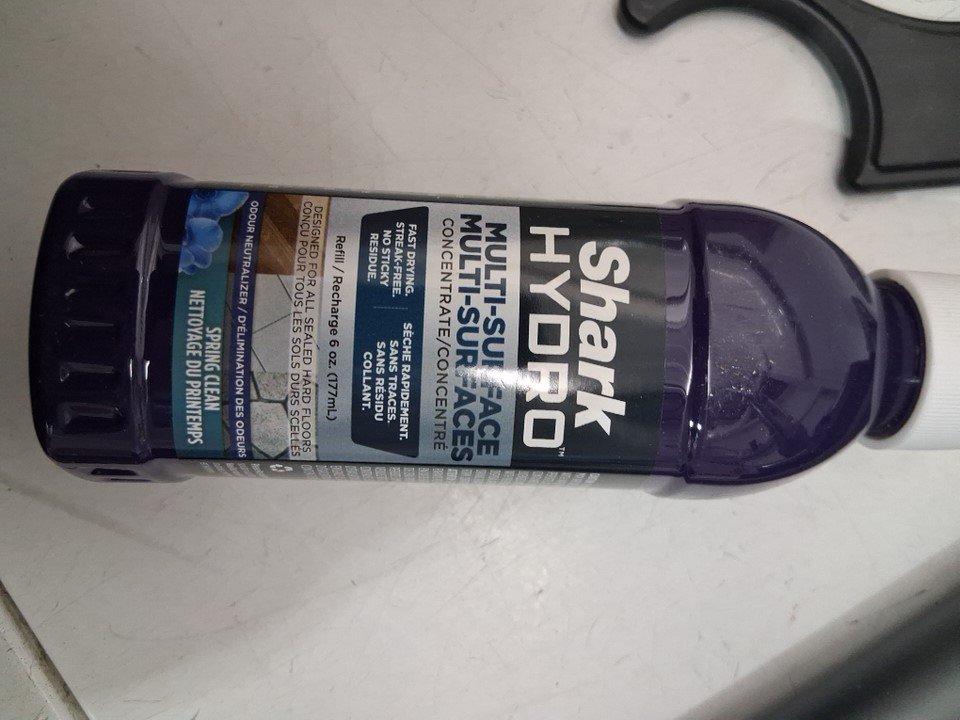 Shark
HYDRO™
MULTI-SURFACE
MULTI-SURFACES
CONCENTRATE/CONCENTRÉ
FAST DRYING.
STREAK-FREE.
NO STICKY
RESIDUE.
SÈCHE RAPIDEMENT.
SANS TRACES.
SANS RÉSIDU
COLLANT.
Refill / Recharge 6 oz. (177mL)
DESIGNED FOR ALL SEALED HARD FLOORS
CONÇU POUR TOUS LES SOLS DURS SCELLÉS
ODOUR NEUTRALIZER / D'ÉLIMINATION DES ODEURS
SPRING CLEAN
NETTOYAGE DU PRINTEMPS